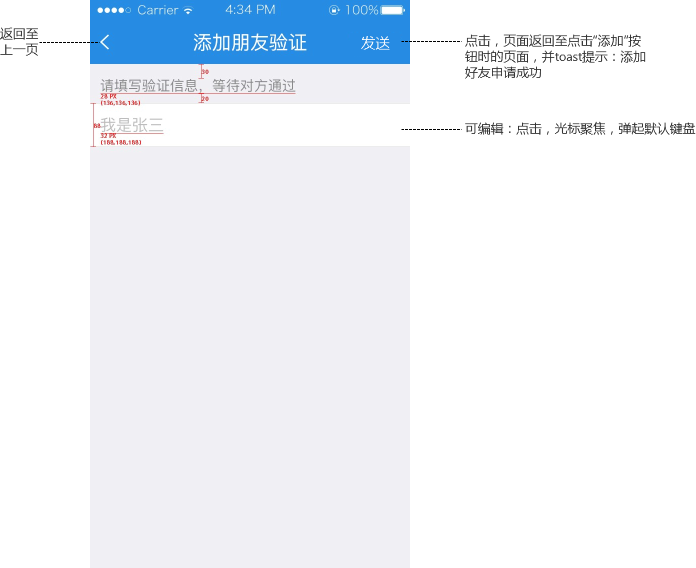 Carrier 4:34 PM 100%
返回至
上一页
添加朋友验证
发送
点击，页面返回至点击“添加”按
钮时的页面，并toast提示：添加
好友申请成功
30
请填写验证信息，等待对方通过
28 PX
(136,136,136)
20
88
我是张三
32 PX
(188,188,188)
可编辑：点击，光标聚焦，弹起默认键盘